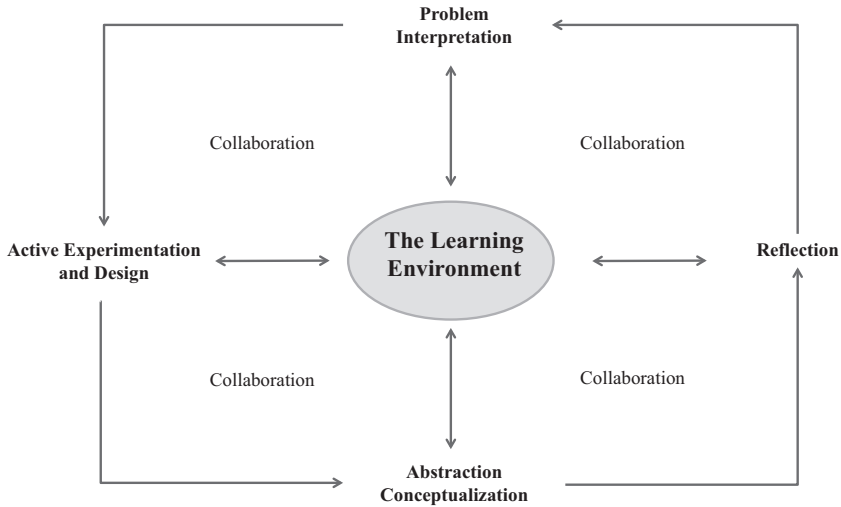 Problem
Interpretation
Collaboration
Collaboration
The Learning
Environment
Active Experimentation
and Design
Reflection
Collaboration
Collaboration
Abstraction
Conceptualization